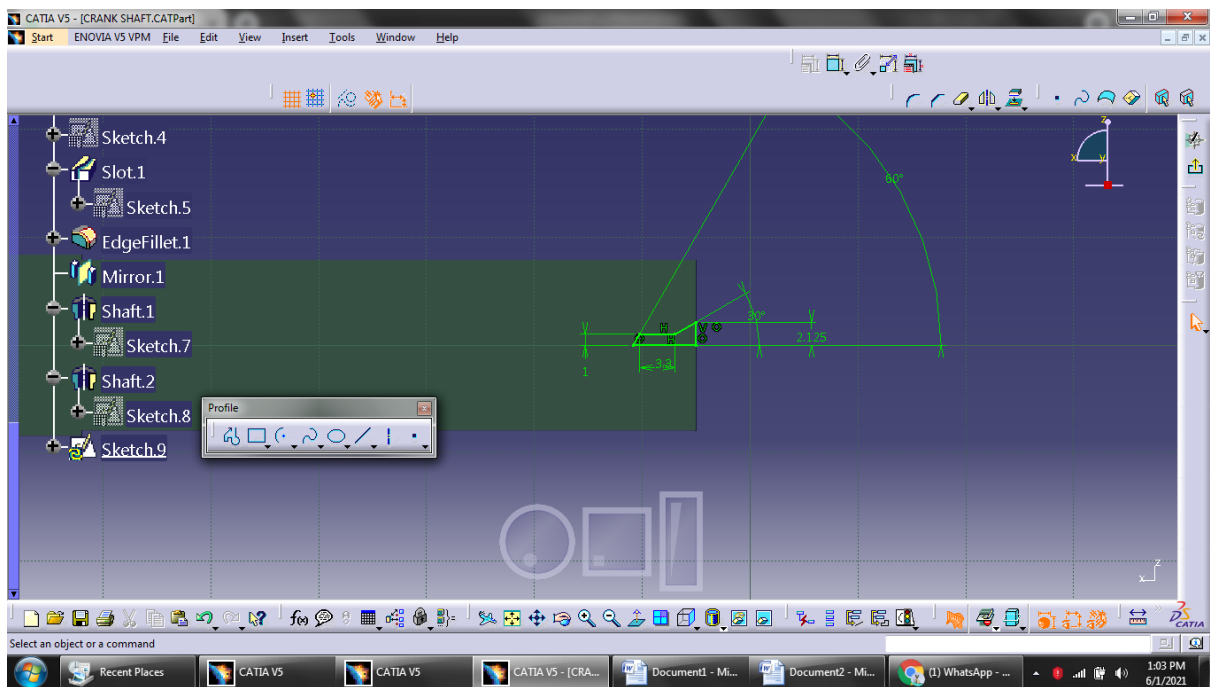 CATIA V5 - [CRANK SHAFT.CATPart]
Start ENOVIA V5 VPM File Edit View Insert Tools Window Help
Sketch.4
Slot.1
Sketch.5
EdgeFillet.1
Mirror.1
Shaft.1
Sketch.7
Shaft.2
Sketch.8
Sketch.9
Profile
z
x y
60°
30°
H V
H
2.125
3.3
1
z
x
f(x)
CATIA
Select an object or a command
Recent Places CATIA V5 CATIA V5 CATIA V5 - [CRA... Document1 - Mi... Document2 - Mi... (1) WhatsApp - ... 1:03 PM
6/1/2021